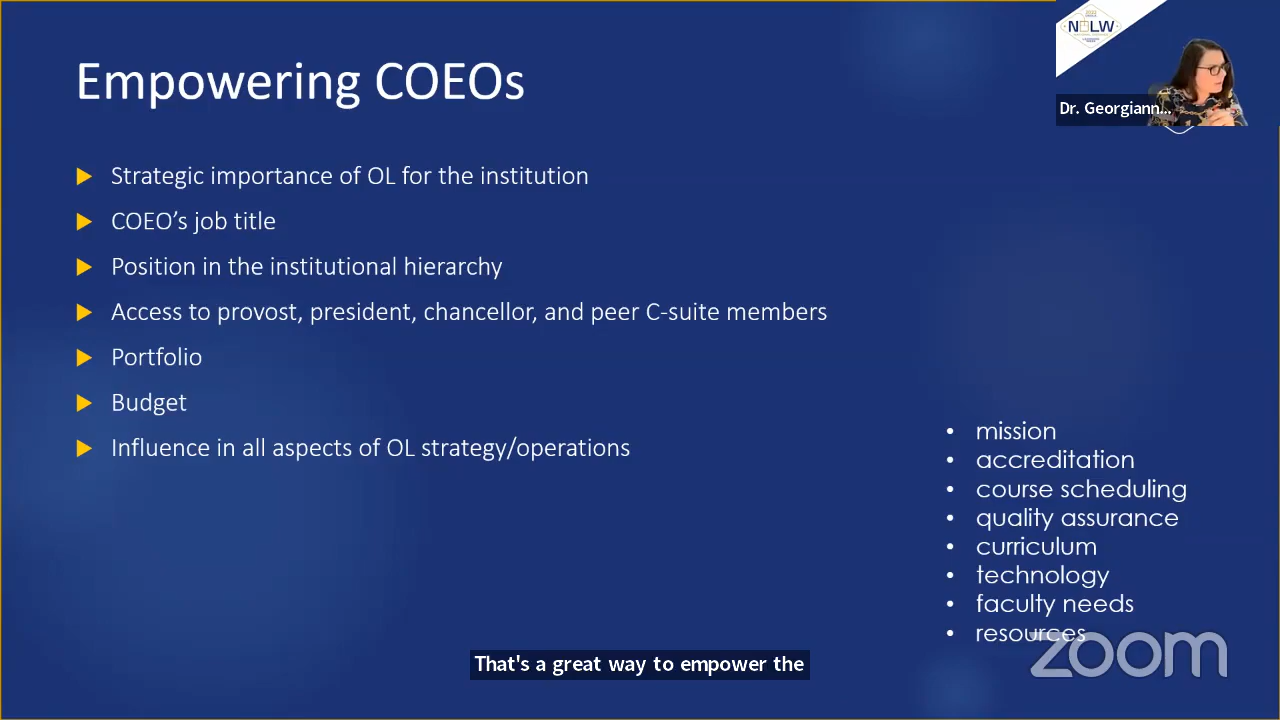 Empowering COEOs
Strategic importance of OL for the institution
COEO’s job title
Position in the institutional hierarchy
Access to provost, president, chancellor, and peer C-suite members
Portfolio
Budget
Influence in all aspects of OL strategy/operations
• mission
• accreditation
• course scheduling
• quality assurance
• curriculum
• technology
• faculty needs
• resources
zoom
That's a great way to empower the
Dr. Georgiann...